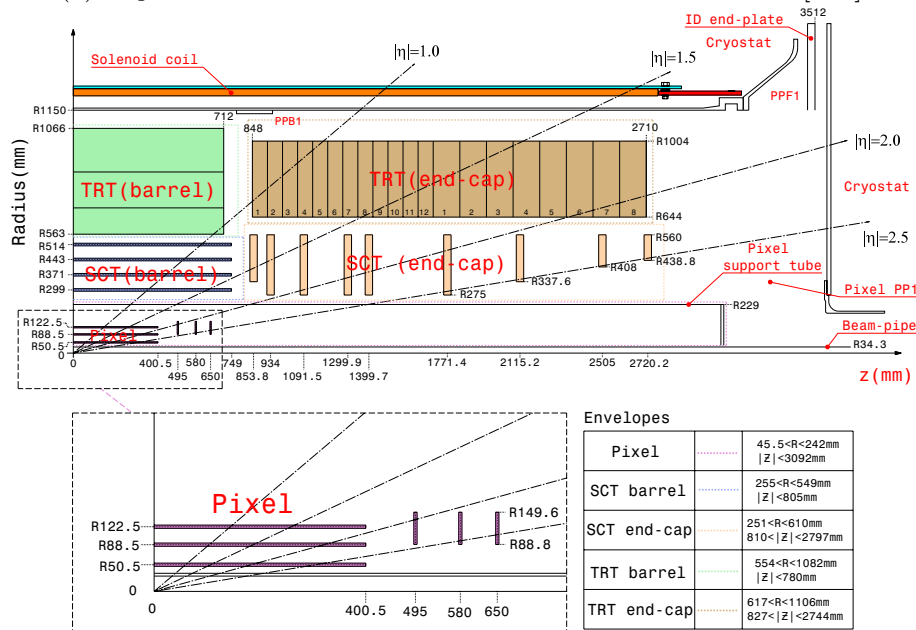 ID end-plate
3512
Cryostat
Solenoid coil
|η|=1.0
|η|=1.5
PPF1
R1150
712
PPB1
R1066
848
2710
R1004
|η|=2.0
TRT(barrel)
TRT(end-cap)
Radius(mm)
Cryostat
1 2 3 4 5 6 7 8 9 10 11 12 1 2 3 4 5 6 7 8
R644
R563
R514
R560
|η|=2.5
R443
R438.8
SCT(barrel)
SCT (end-cap)
R408
Pixel
support tube
R371
R337.6
R299
R275
Pixel PP1
R229
R122.5
R88.5
Pixel
Beam-pipe
R50.5
R34.3
0
0
400.5
580
749
934
1299.9
1771.4
2115.2
2505
2720.2
495
650
853.8
1091.5
1399.7
z(mm)
Envelopes
Pixel
45.5<R<242mm
|Z|<3092mm
SCT barrel
255<R<549mm
|Z|<805mm
SCT end-cap
251<R<610mm
810<|Z|<2797mm
TRT barrel
554<R<1082mm
|Z|<780mm
TRT end-cap
617<R<1106mm
827<|Z|<2744mm
Pixel
R149.6
R122.5
R88.5
R88.8
R50.5
0
0
400.5
495
580
650